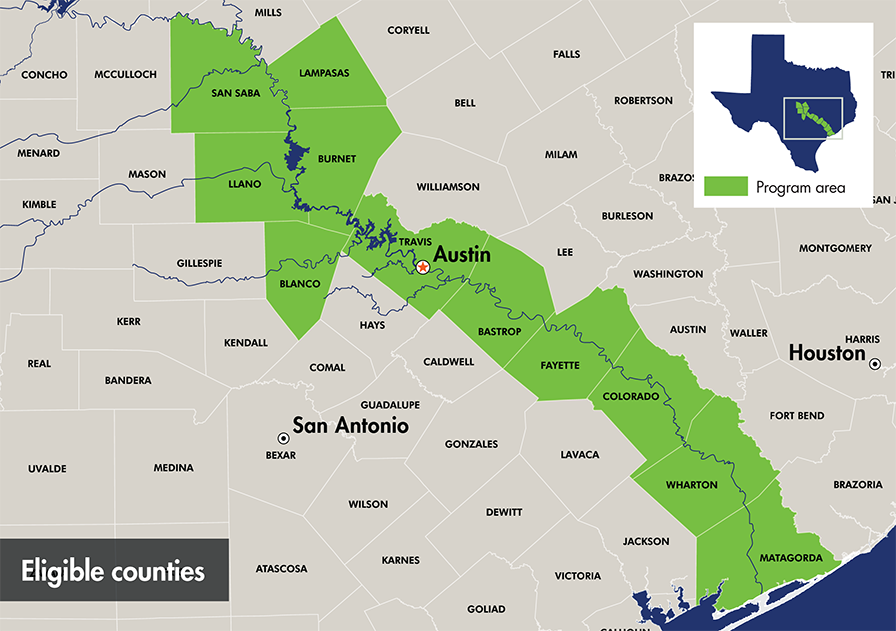 MILLS
CORYELL
FALLS
CONCHO
MCCULLOCH
LAMPASAS
SAN SABA
BELL
ROBERTSON
TRI
MENARD
BURNET
MILAM
MASON
LLANO
WILLIAMSON
BRAZOS
Program area
KIMBLE
SAN J
BURLESON
TRAVIS
Austin
LEE
MONTGOMERY
GILLESPIE
WASHINGTON
BLANCO
KERR
HAYS
BASTROP
AUSTIN
WALLER
HARRIS
KENDALL
Houston
REAL
COMAL
CALDWELL
FAYETTE
BANDERA
COLORADO
GUADALUPE
San Antonio
FORT BEND
BEXAR
GONZALES
LAVACA
UVALDE
MEDINA
WHARTON
BRAZORIA
WILSON
DEWITT
JACKSON
MATAGORDA
KARNES
Eligible counties
ATASCOSA
VICTORIA
GOLIAD